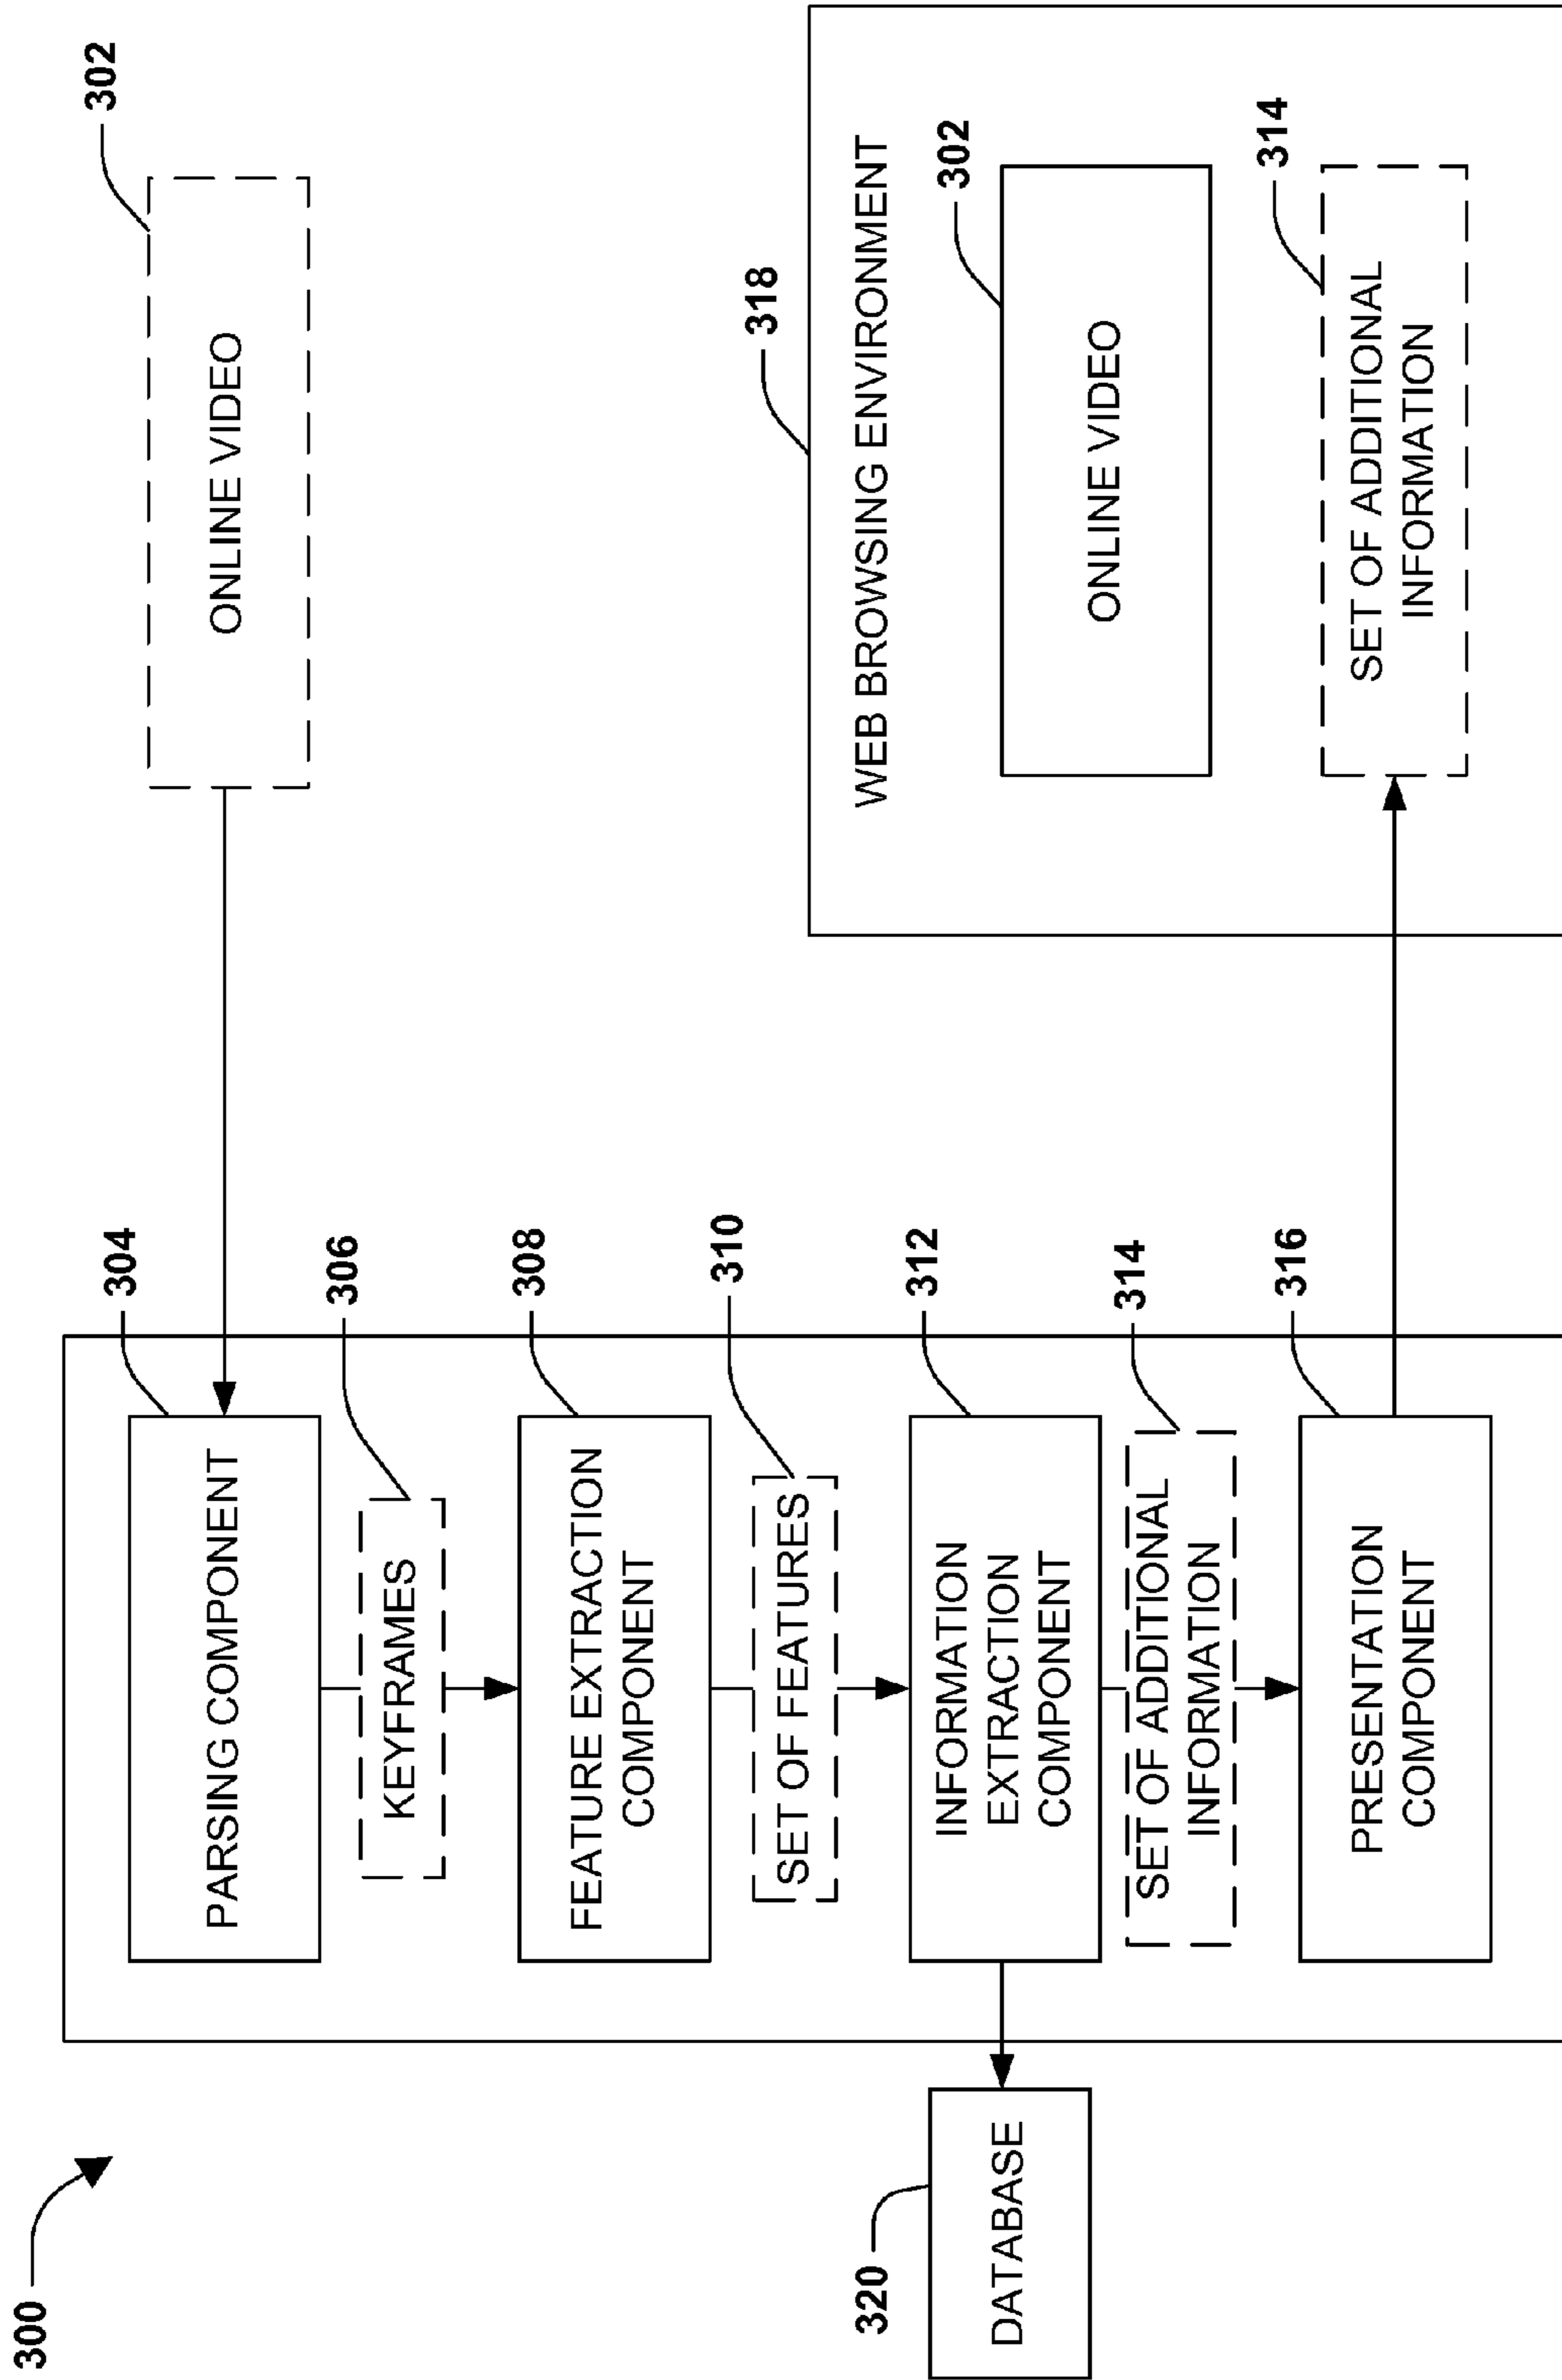 300
302
ONLINE VIDEO
304
PARSING COMPONENT
306
KEYFRAMES
308
FEATURE EXTRACTION
COMPONENT
310
SET OF FEATURES
312
INFORMATION
EXTRACTION
COMPONENT
320
DATABASE
314
SET OF ADDITIONAL
INFORMATION
316
PRESENTATION
COMPONENT
318
WEB BROWSING ENVIRONMENT
302
ONLINE VIDEO
314
SET OF ADDITIONAL
INFORMATION